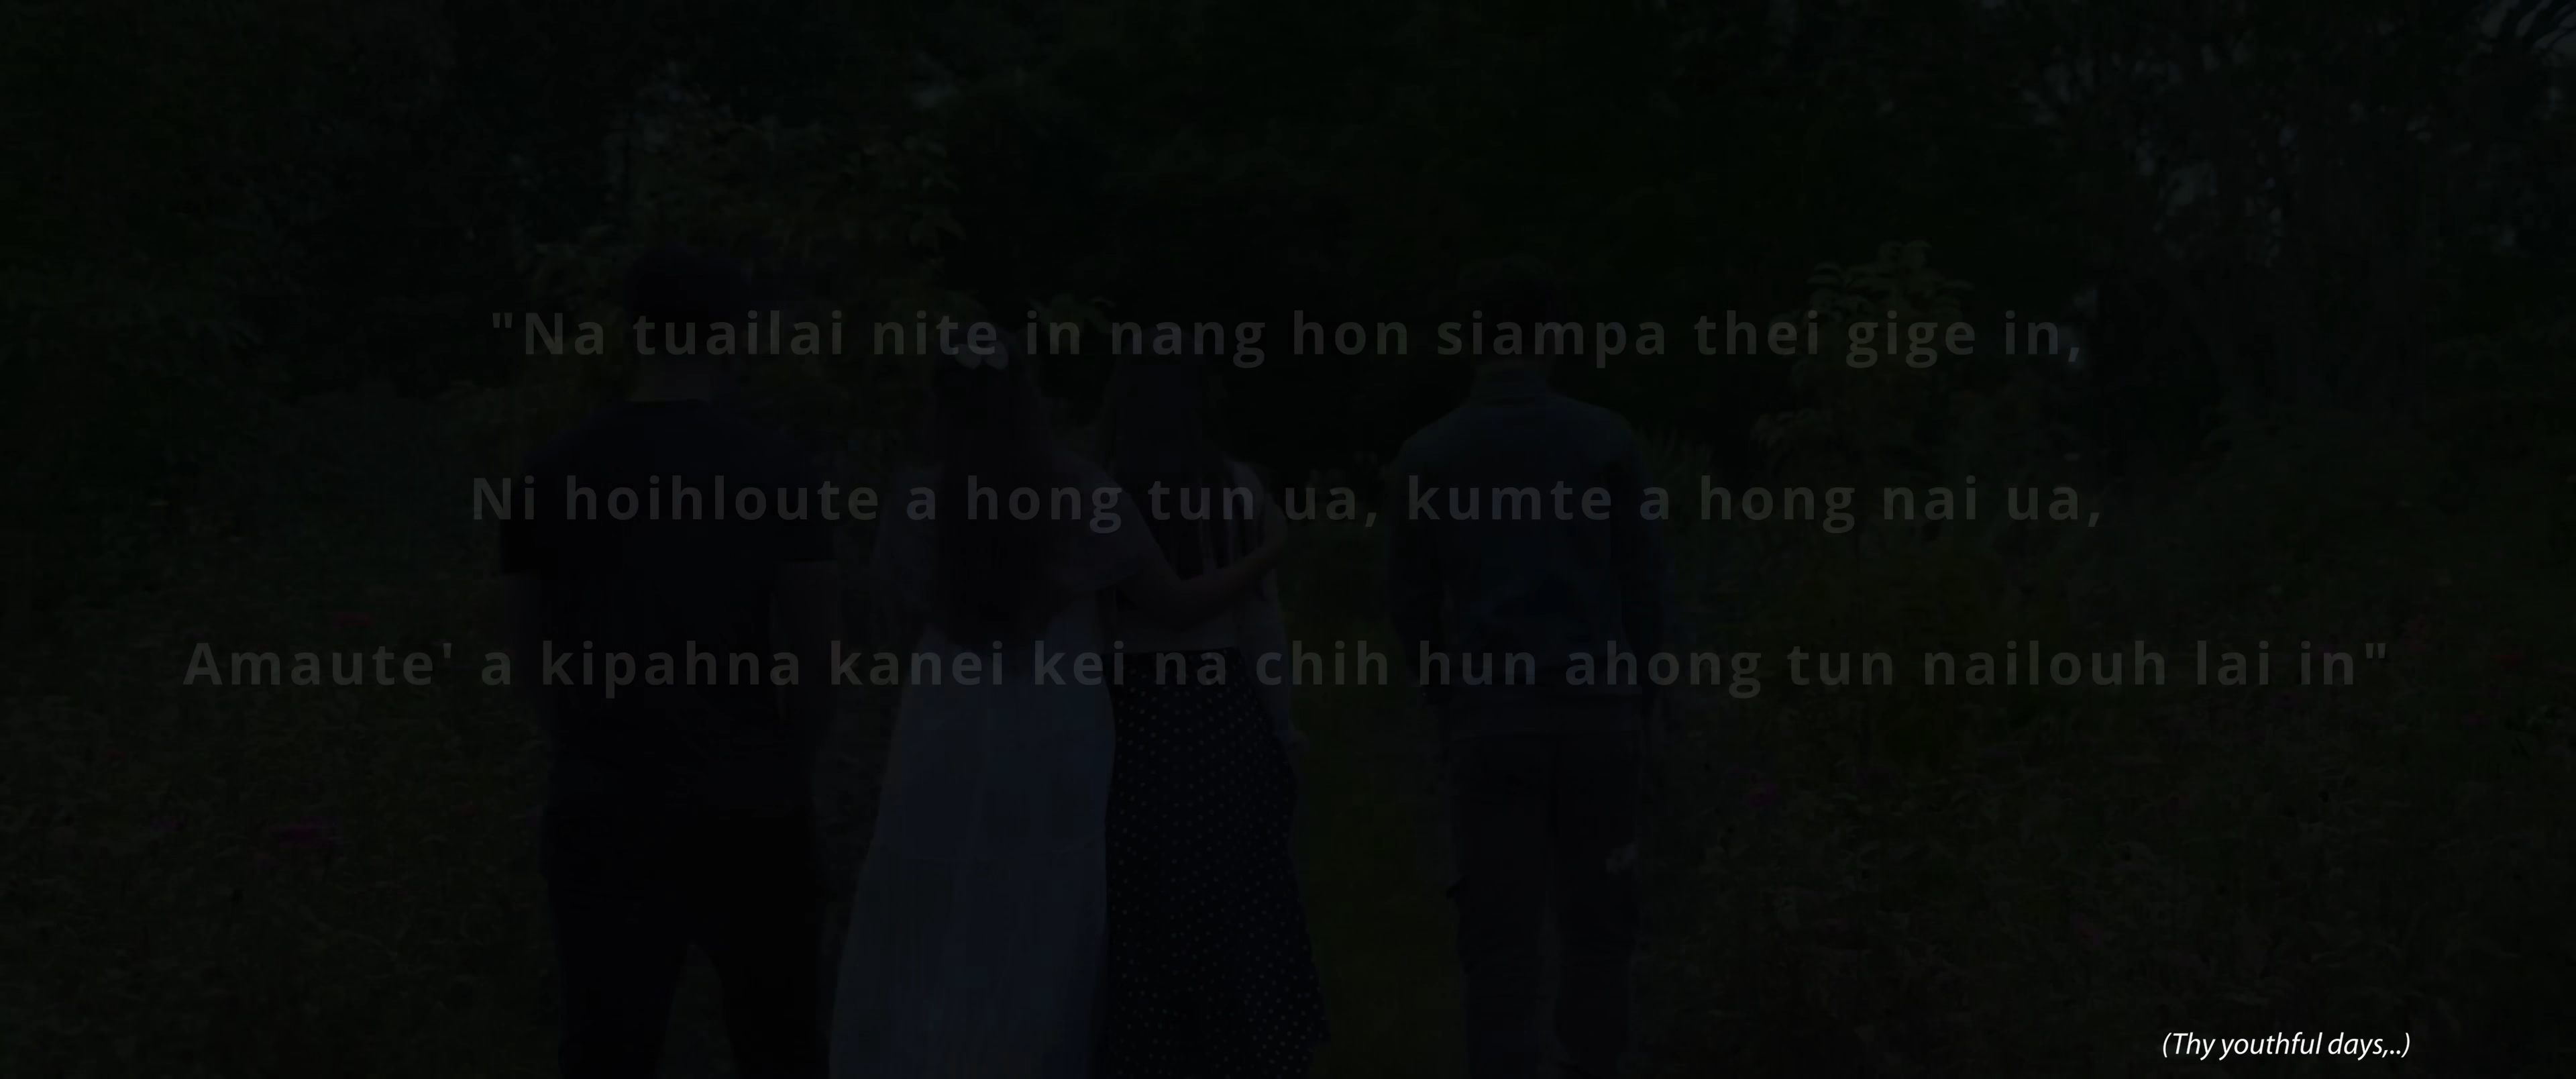 "Na tuailai nite in nang hon siampa thei gige in,
Ni hoihloute a hong tun ua, kumte a hong nai ua,
Amaute' a kipahna kanei kei na chih hun ahong tun nailouh lai in"
(Thy youthful days,..)